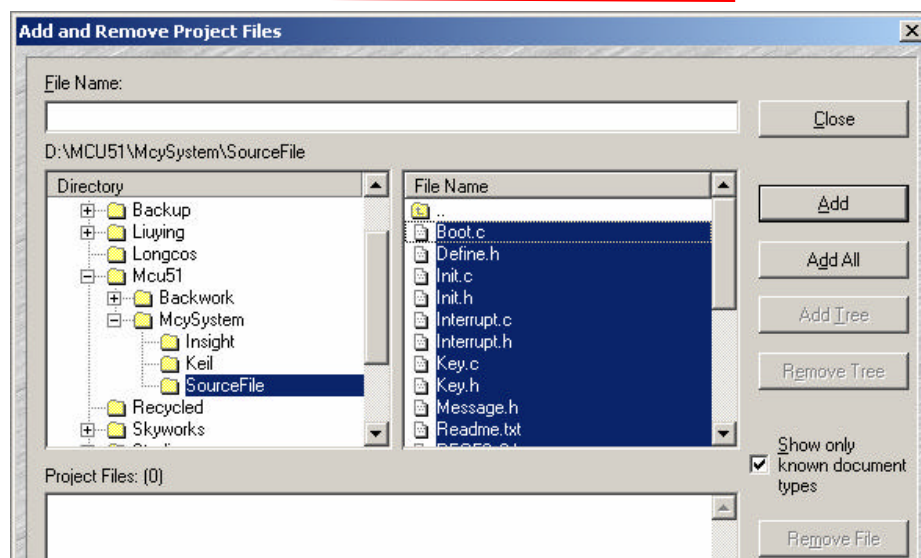 Add and Remove Project Files
File Name:
Close
D:\MCU51\McySystem\SourceFile
Directory
Backup
Liuying
Longcos
Mcu51
Backwork
McySystem
Insight
Keil
SourceFile
Recycled
Skyworks
File Name
..
Boot.c
Define.h
Init.c
Init.h
Interrupt.c
Interrupt.h
Key.c
Key.h
Message.h
Readme.txt
Add
Add All
Add Tree
Remove Tree
Show only
known document
types
Project Files: (0)
Remove File